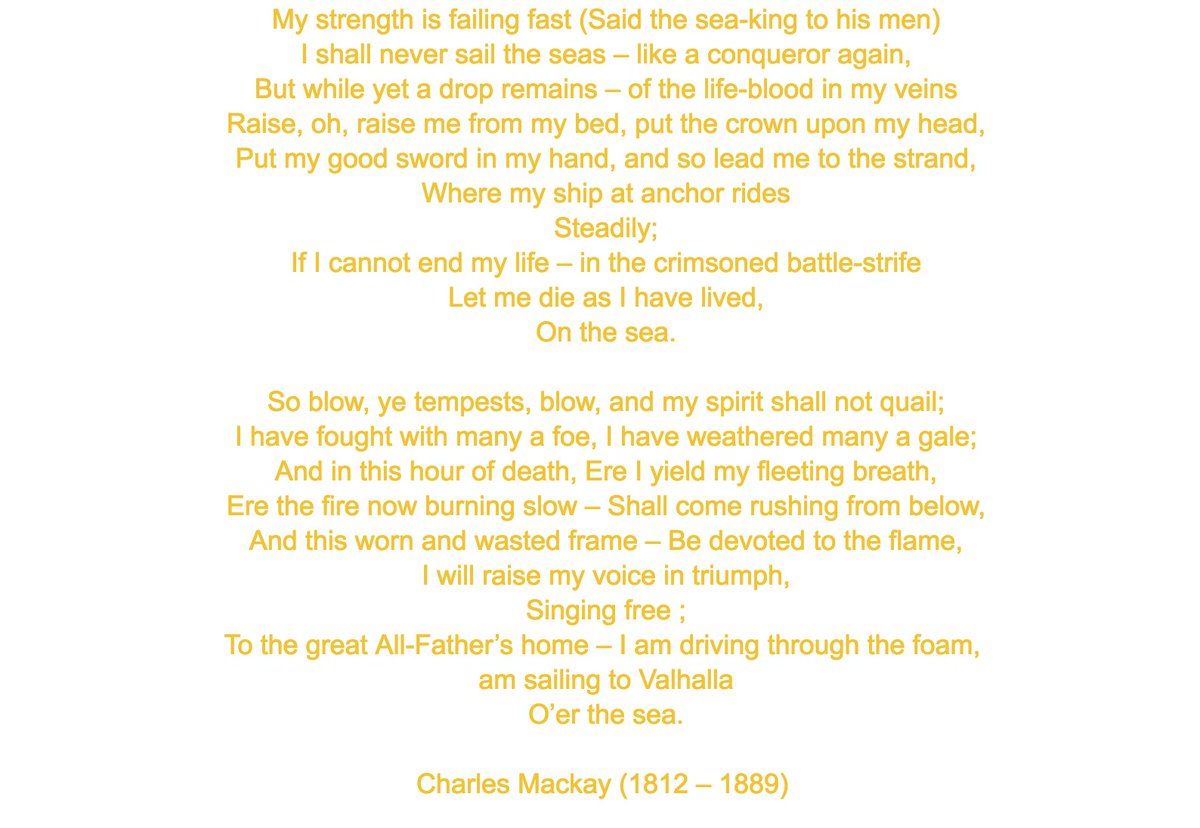 My strength is failing fast (Said the sea-king to his men)
I shall never sail the seas – like a conqueror again,
But while yet a drop remains – of the life-blood in my veins
Raise, oh, raise me from my bed, put the crown upon my head,
Put my good sword in my hand, and so lead me to the strand,
Where my ship at anchor rides
Steadily;
If I cannot end my life – in the crimsoned battle-strife
Let me die as I have lived,
On the sea.

So blow, ye tempests, blow, and my spirit shall not quail;
I have fought with many a foe, I have weathered many a gale;
And in this hour of death, Ere I yield my fleeting breath,
Ere the fire now burning slow – Shall come rushing from below,
And this worn and wasted frame – Be devoted to the flame,
I will raise my voice in triumph,
Singing free ;
To the great All-Father’s home – I am driving through the foam,
am sailing to Valhalla
O’er the sea.

Charles Mackay (1812 – 1889)